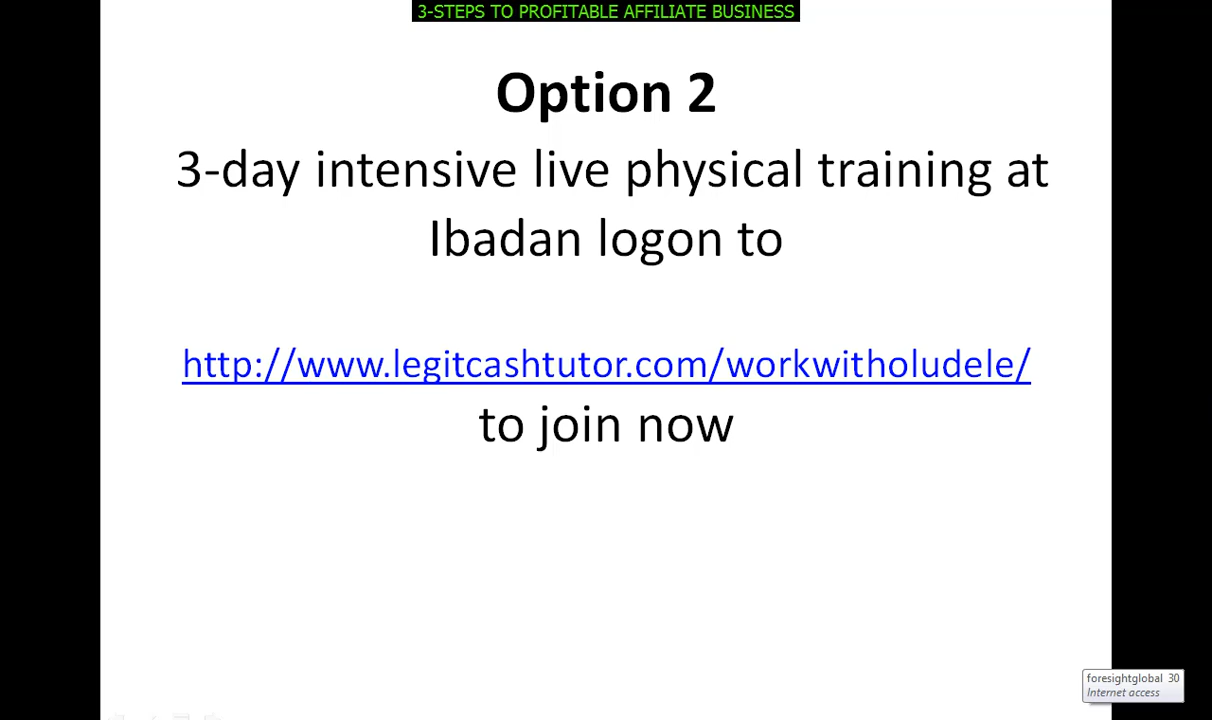 3-STEPS TO PROFITABLE AFFILIATE BUSINESS
Option 2
3-day intensive live physical training at
Ibadan logon to
http://www.legitcashtutor.com/workwitholudele/
to join now
foresightglobal 30
Internet access